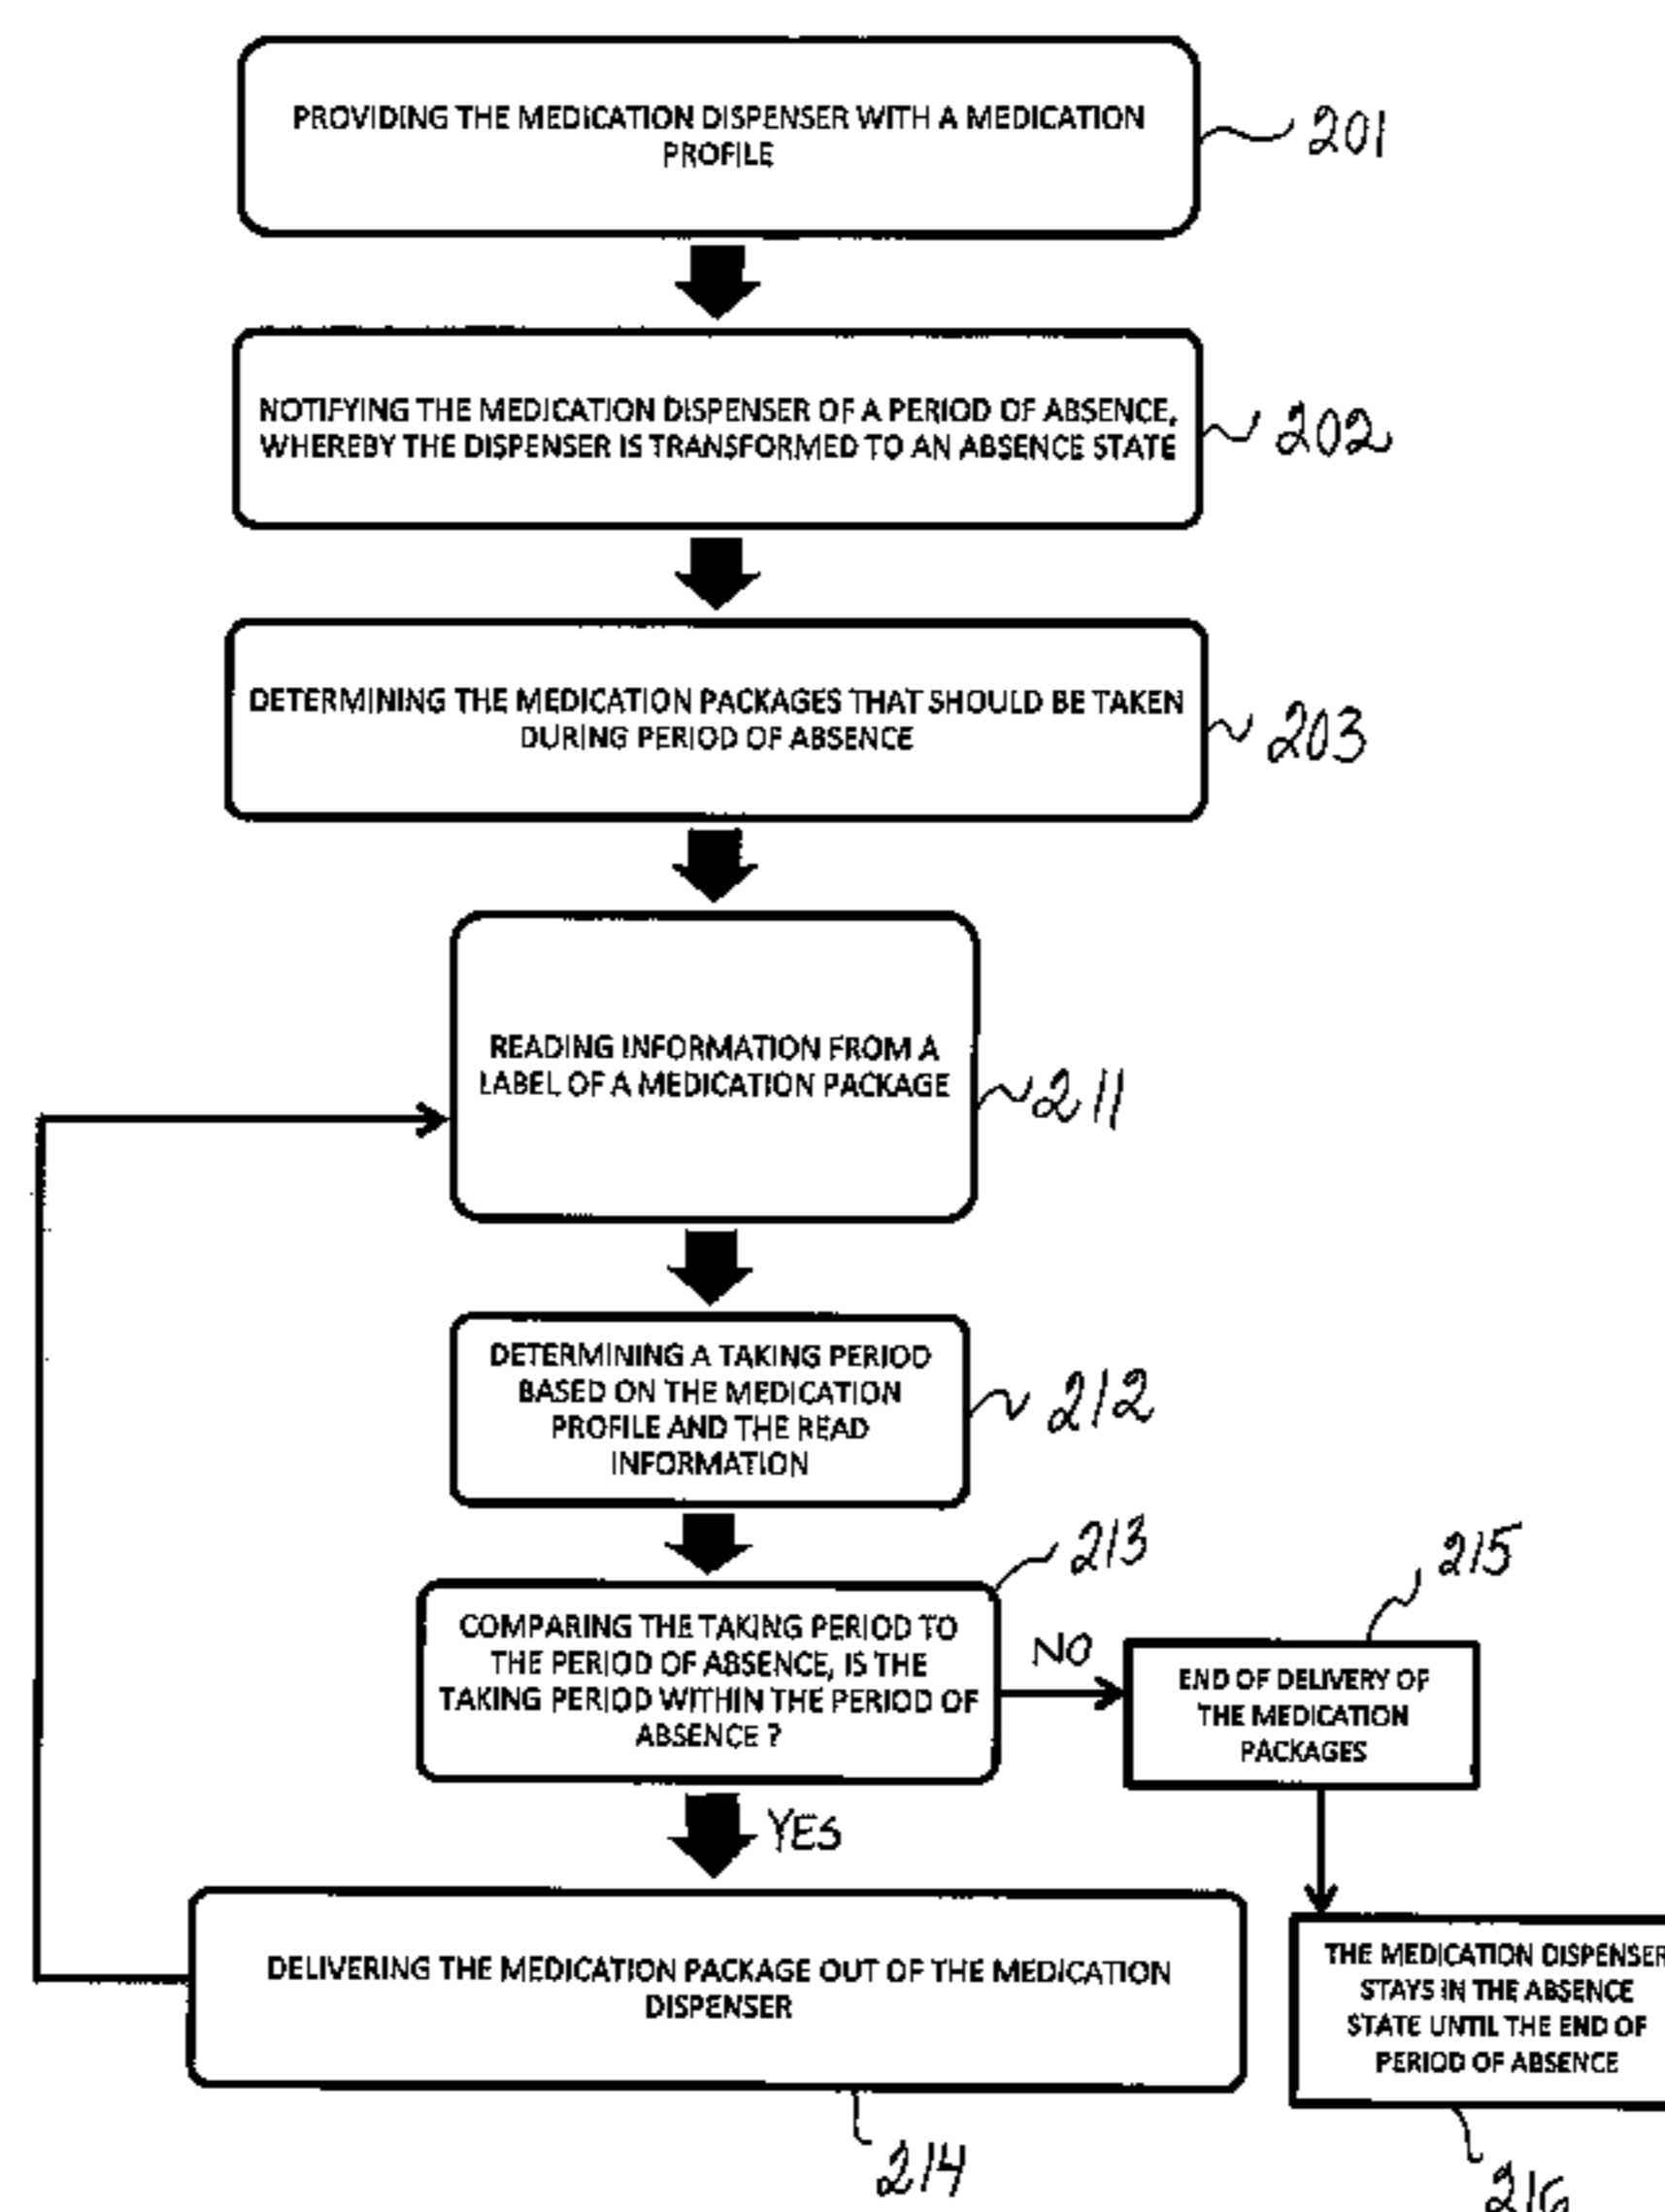 PROVIDING THE MEDICATION DISPENSER WITH A MEDICATION
PROFILE
201
NOTIFYING THE MEDICATION DISPENSER OF A PERIOD OF ABSENCE,
WHEREBY THE DISPENSER IS TRANSFORMED TO AN ABSENCE STATE
202
DETERMINING THE MEDICATION PACKAGES THAT SHOULD BE TAKEN
DURING PERIOD OF ABSENCE
203
READING INFORMATION FROM A
LABEL OF A MEDICATION PACKAGE
211
DETERMINING A TAKING PERIOD
BASED ON THE MEDICATION
PROFILE AND THE READ
INFORMATION
212
COMPARING THE TAKING PERIOD TO
THE PERIOD OF ABSENCE, IS THE
TAKING PERIOD WITHIN THE PERIOD OF
ABSENCE ?
213
NO
215
END OF DELIVERY OF
THE MEDICATION
PACKAGES
YES
DELIVERING THE MEDICATION PACKAGE OUT OF THE MEDICATION
DISPENSER
214
THE MEDICATION DISPENSER
STAYS IN THE ABSENCE
STATE UNTIL THE END OF
PERIOD OF ABSENCE
216